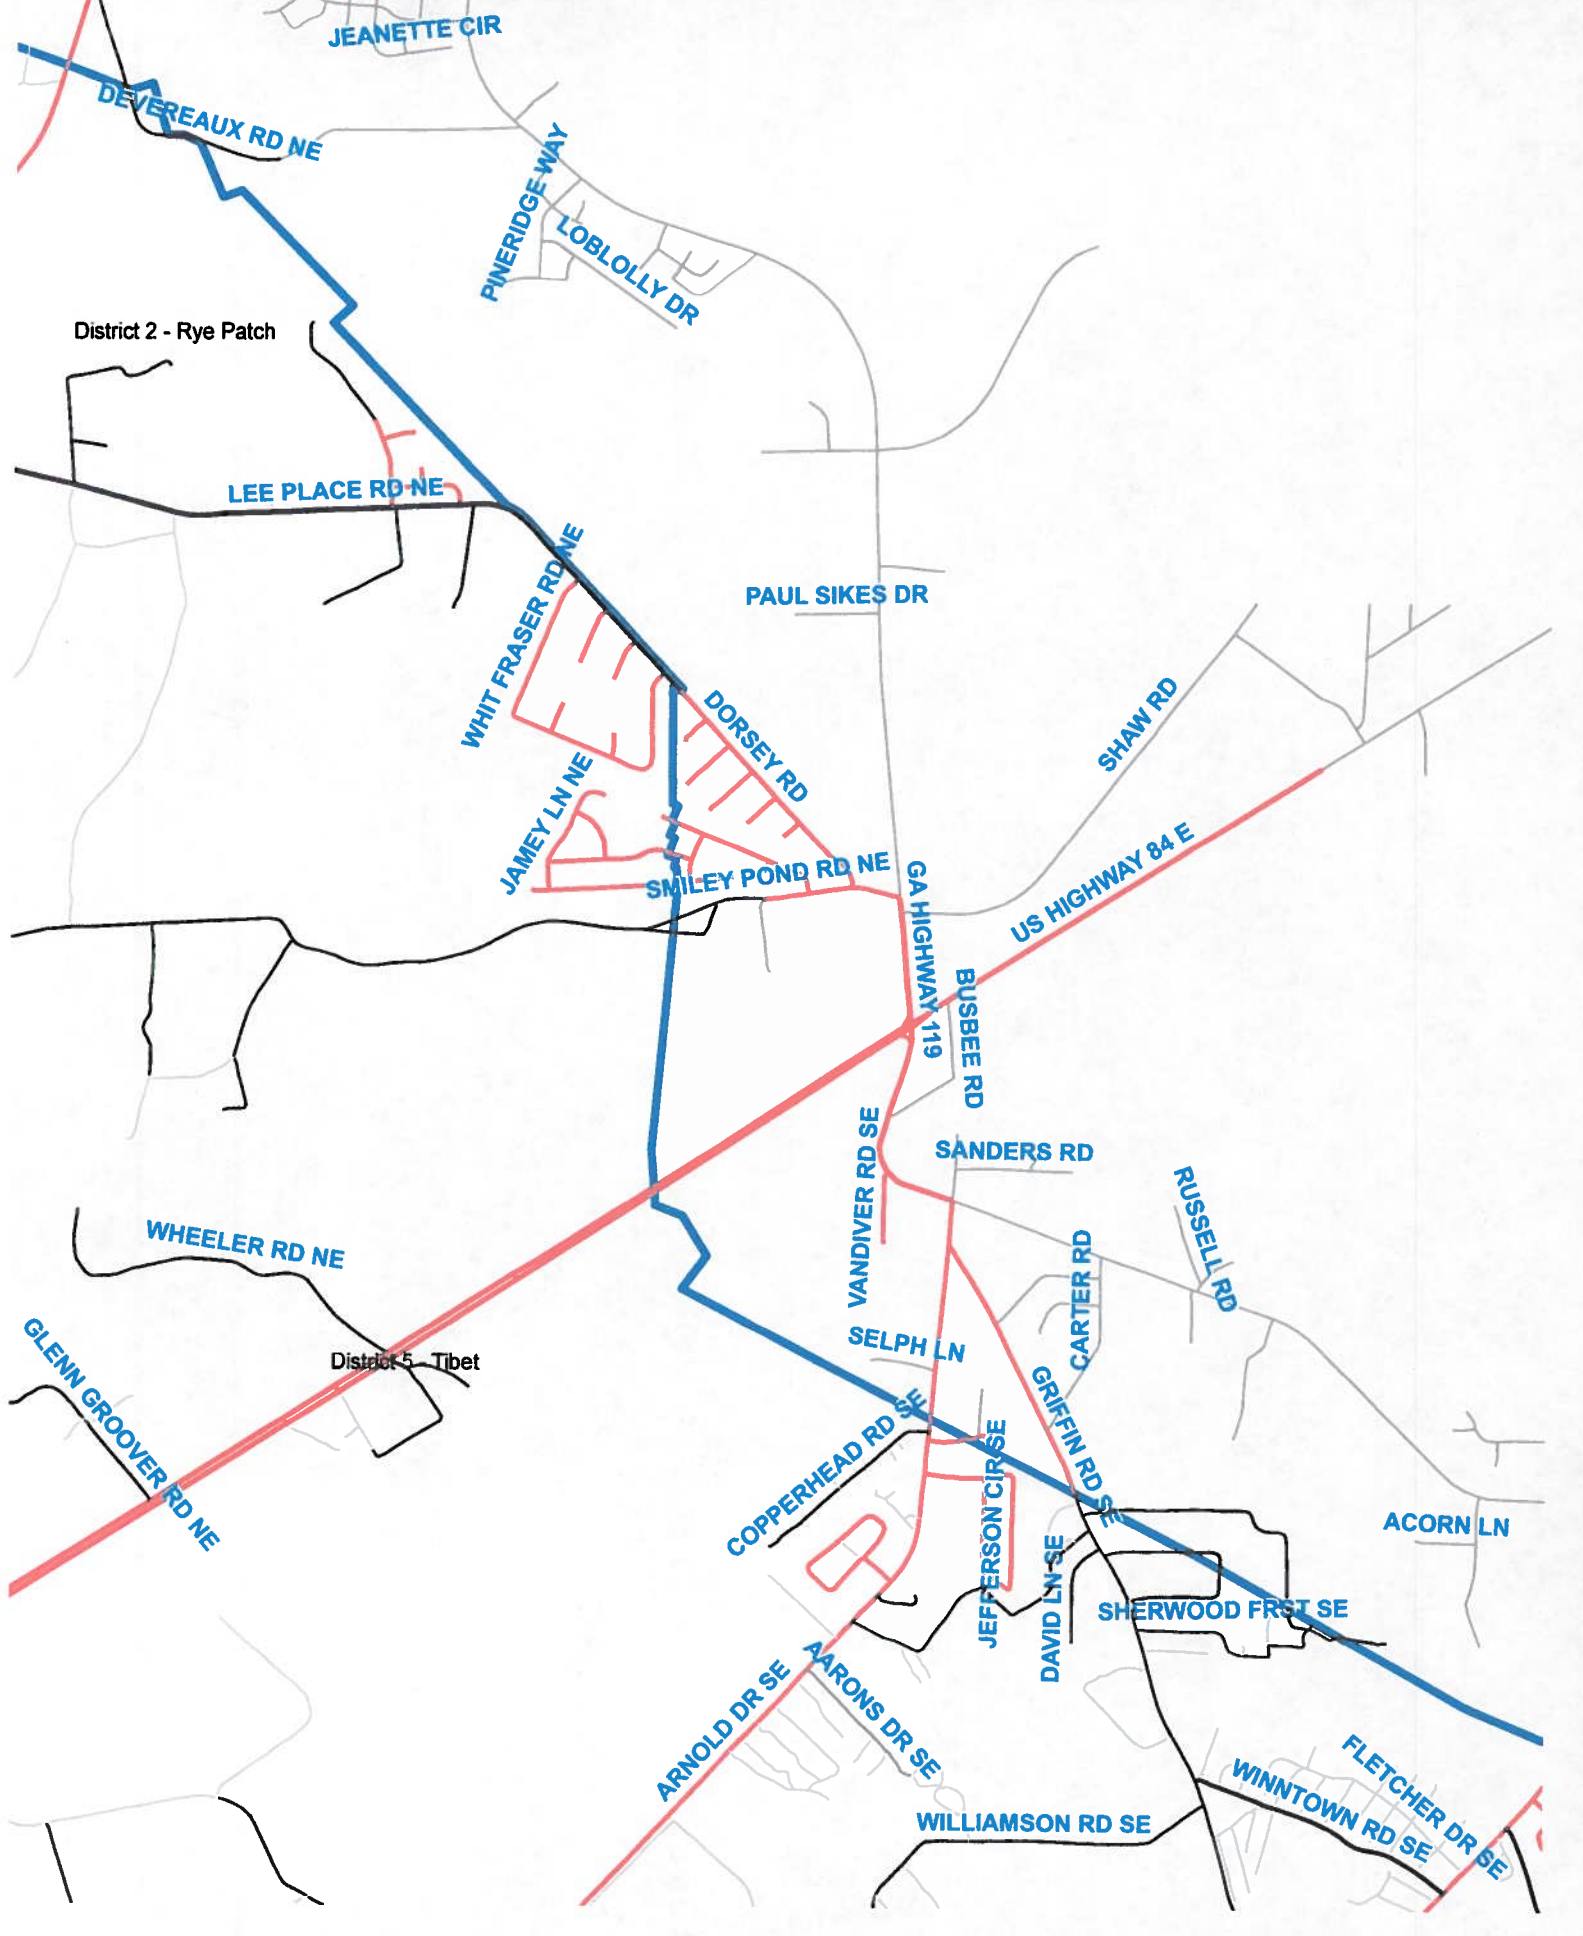 JEANETTE CIR
DEVEREAUX RD NE
PINERIDGE WAY
LOBLOLLY DR
District 2 - Rye Patch
LEE PLACE RD NE
WHIT FRASER RD NE
PAUL SIKES DR
DORSEY RD
SHAW RD
JAMEY LN NE
SMILEY POND RD NE
GA HIGHWAY 119
US HIGHWAY 84 E
BUSBEE RD
VANDIVER RD SE
SANDERS RD
RUSSELL RD
CARTER RD
WHEELER RD NE
GLENN GROOVER RD NE
District 5 - Tibet
SELPH LN
GRIFFIN RD SE
COPPERHEAD RD SE
JEFFERSON CIR SE
DAVID LN SE
ACORN LN
SHERWOOD FRST SE
ARNOLD DR SE
AARONS DR SE
FLETCHER DR SE
WINNTOWN RD SE
WILLIAMSON RD SE